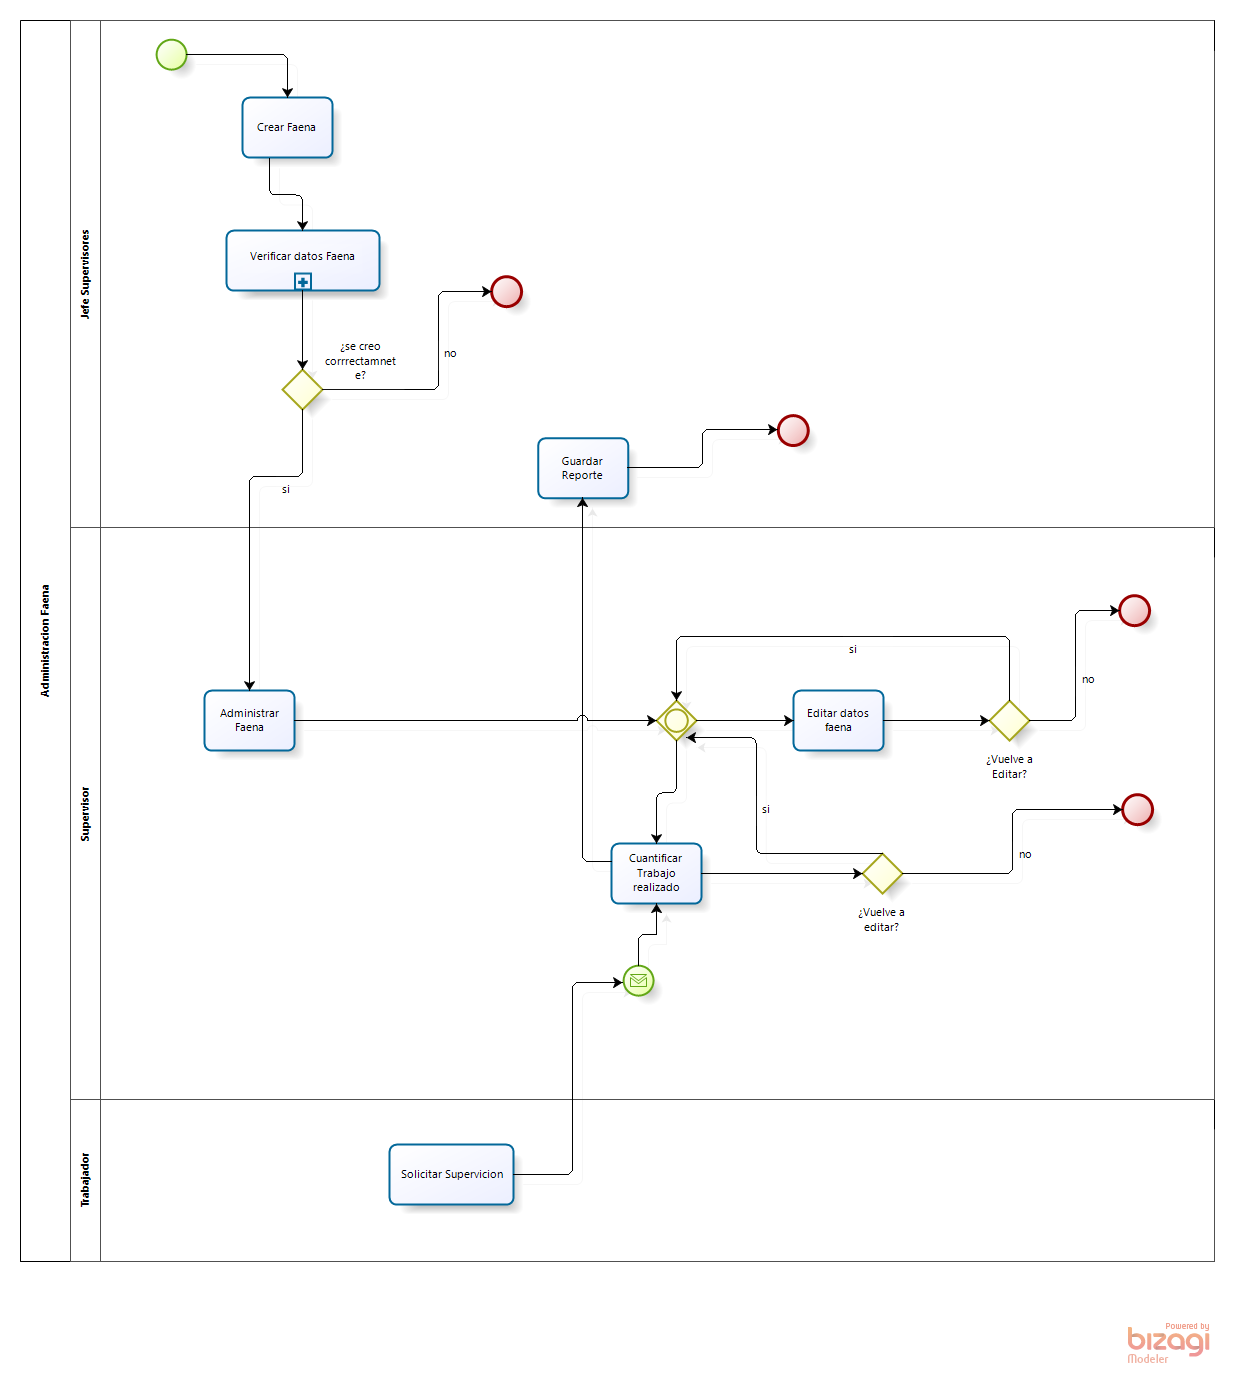 Administracion Faena
Jefe Supervisores
Crear Faena
Verificar datos Faena
¿se creo
corrrectamnet
e?
no
si
Guardar
Reporte
Supervisor
Administrar
Faena
si
Editar datos
faena
no
¿Vuelve a
Editar?
si
Cuantificar
Trabajo
realizado
no
¿Vuelve a
editar?
Trabajador
Solicitar Supervicion
Powered by
bizagi
Modeler